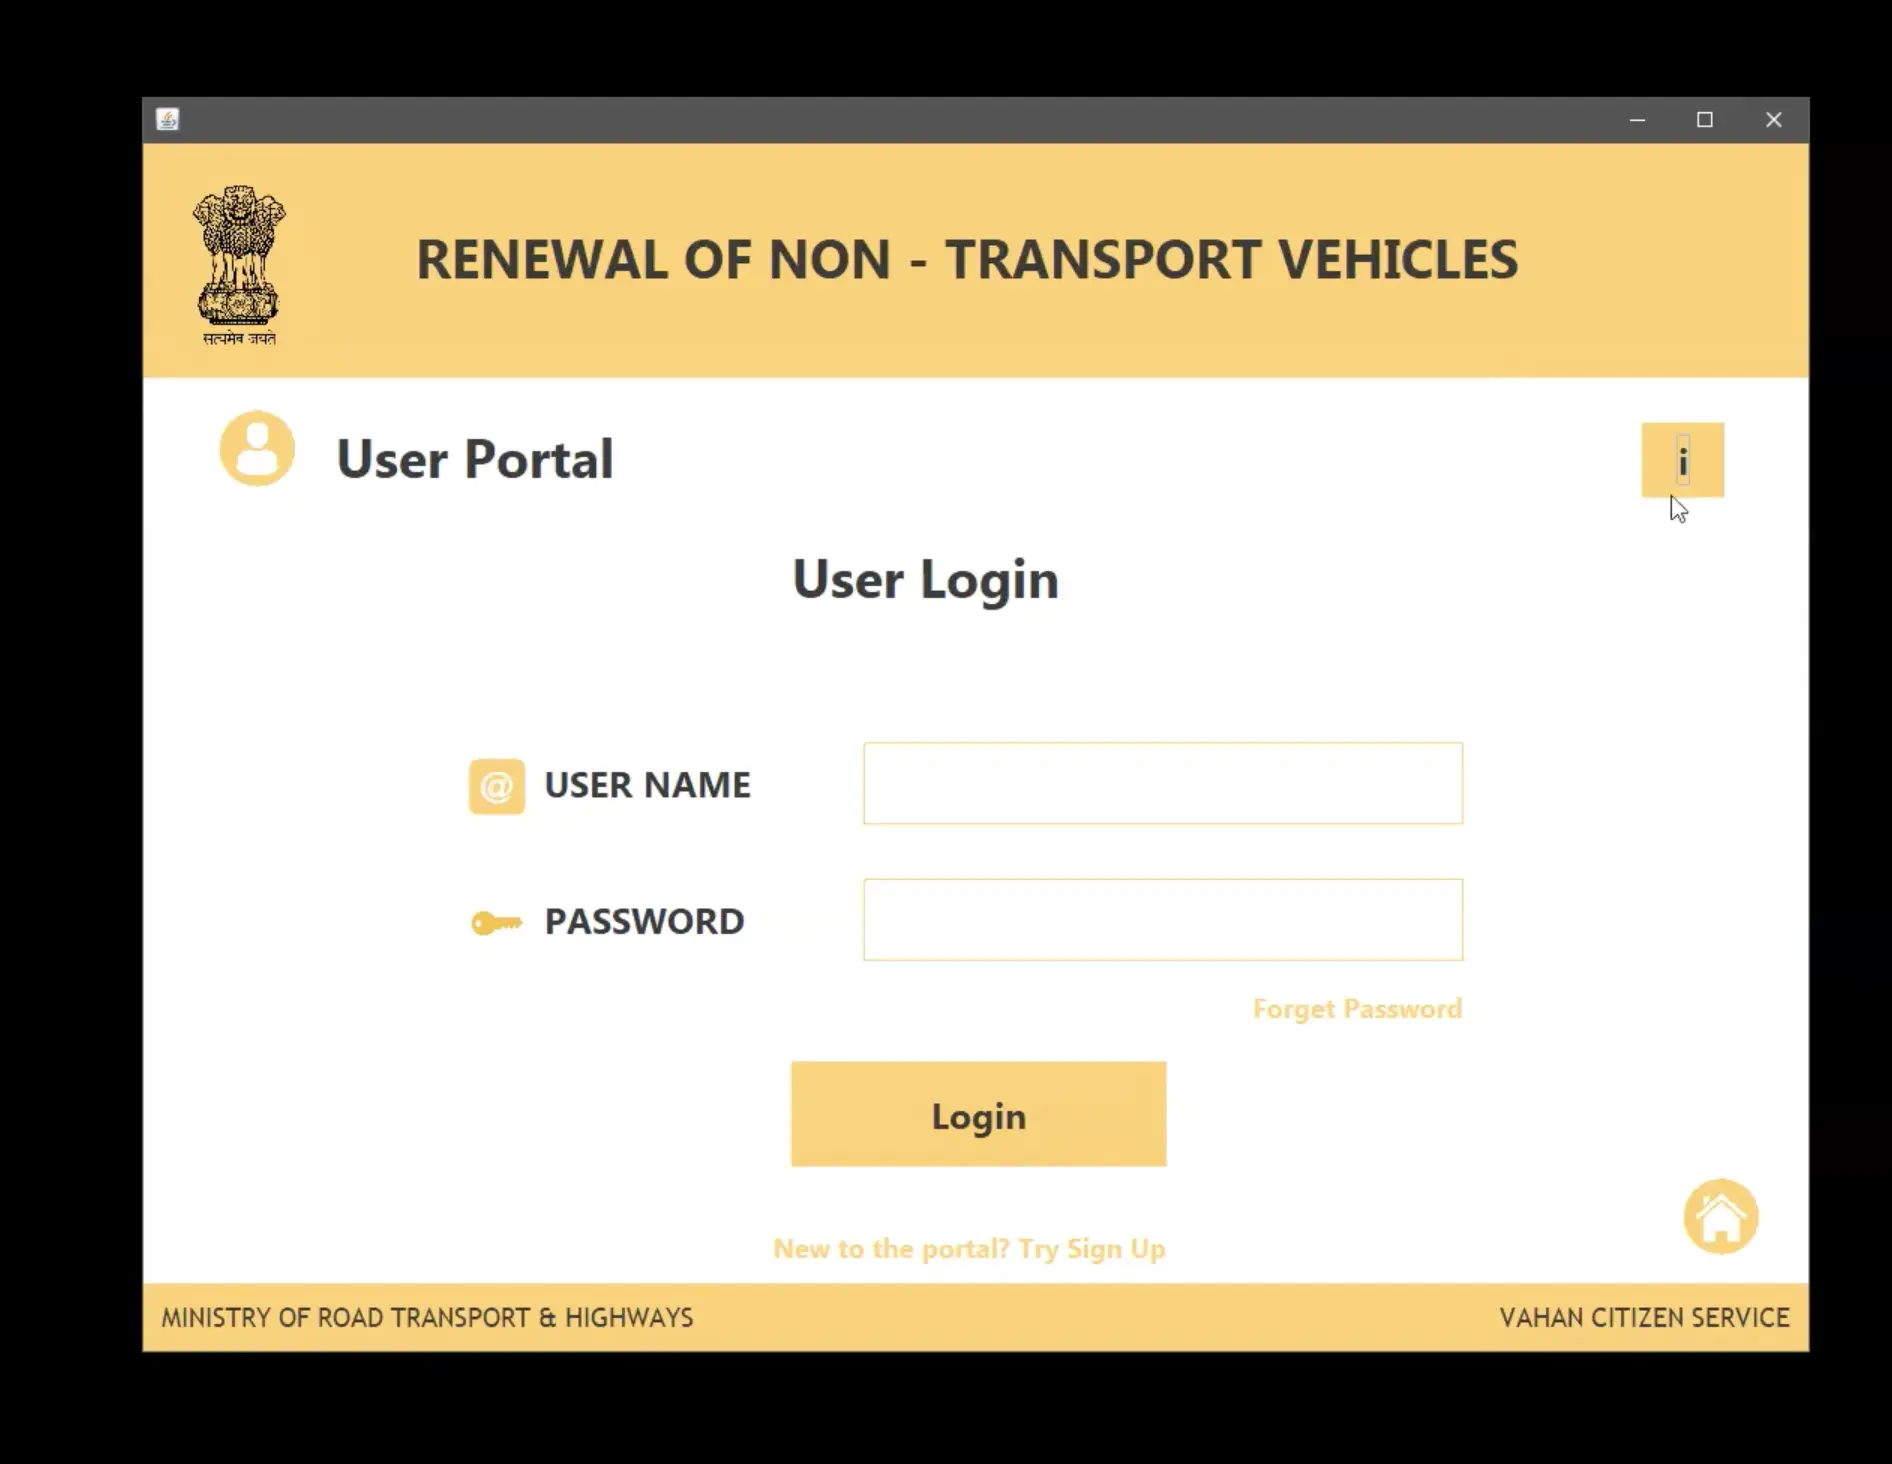 सत्यमेव जयते
RENEWAL OF NON - TRANSPORT VEHICLES
User Portal
i
User Login
@ USER NAME
PASSWORD
Forget Password
Login
New to the portal? Try Sign Up
MINISTRY OF ROAD TRANSPORT & HIGHWAYS
VAHAN CITIZEN SERVICE